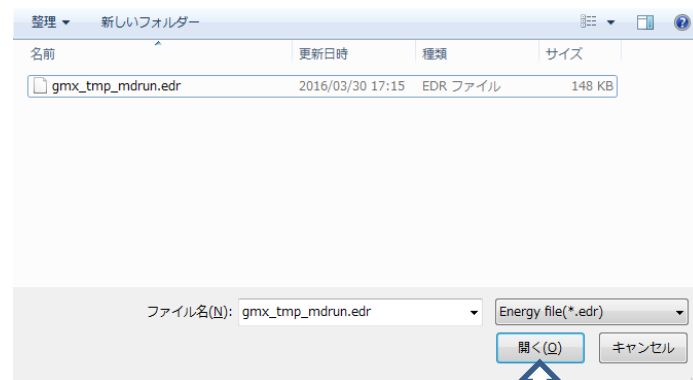 整理 新しいフォルダー
名前 更新日時 種類 サイズ
gmx_tmp_mdrun.edr 2016/03/30 17:15 EDR ファイル 148 KB
ファイル名(N): gmx_tmp_mdrun.edr Energy file(*.edr)
開く(O) キャンセル